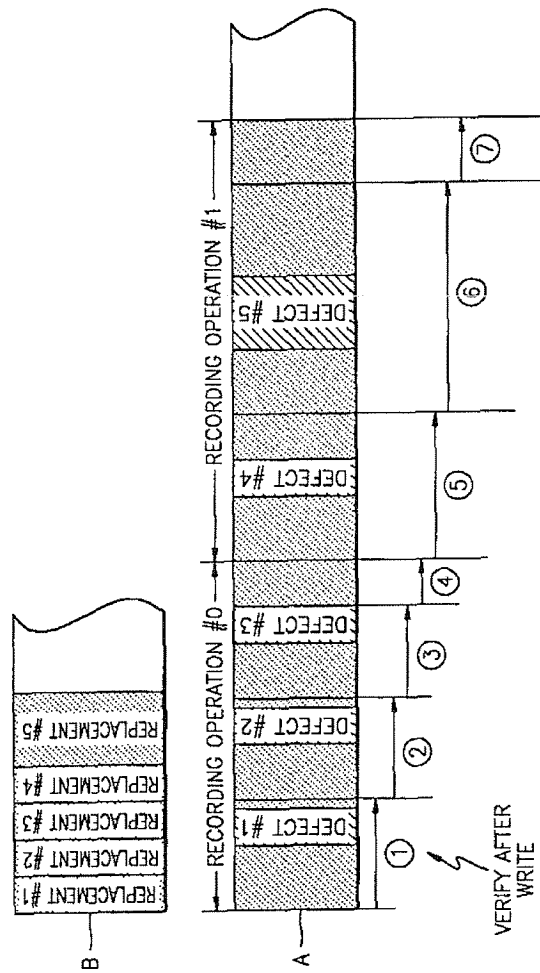 B
REPLACEMENT #1
REPLACEMENT #2
REPLACEMENT #3
REPLACEMENT #4
REPLACEMENT #5
RECORDING OPERATION #0
RECORDING OPERATION #1
A
DEFECT #1
DEFECT #2
DEFECT #3
DEFECT #4
DEFECT #5
①
②
③
④
⑤
⑥
⑦
VERIFY AFTER
WRITE